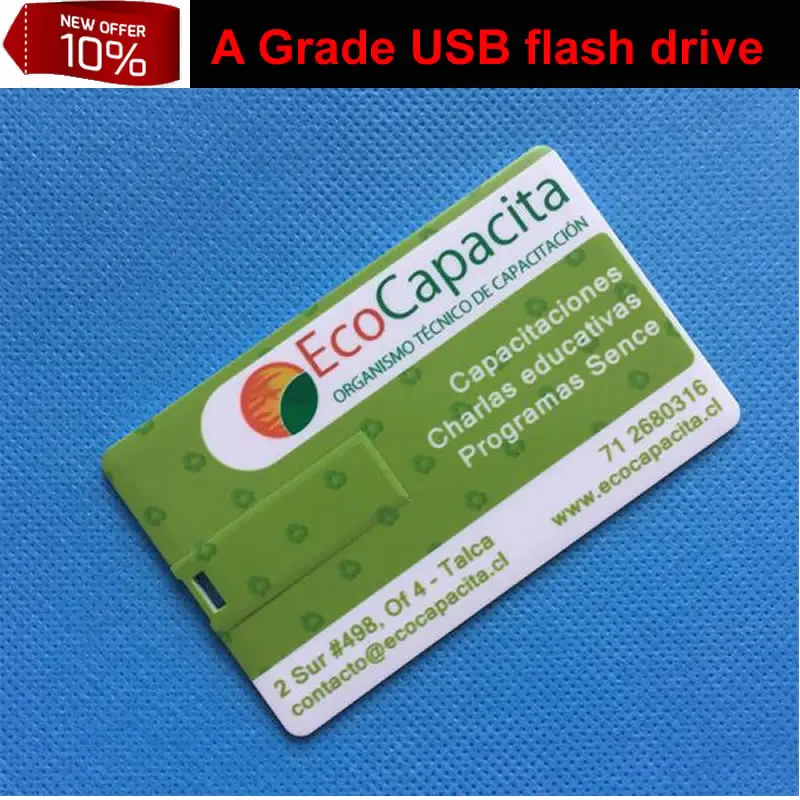 NEW OFFER
10%
A Grade USB flash drive
EcoCapacita
ORGANISMO TÉCNICO DE CAPACITACIÓN
Capacitaciones
Charlas educativas
Programas Sence
71 2680316
www.ecocapacita.cl
2 Sur #498, Of 4 - Talca
contacto@ecocapacita.cl